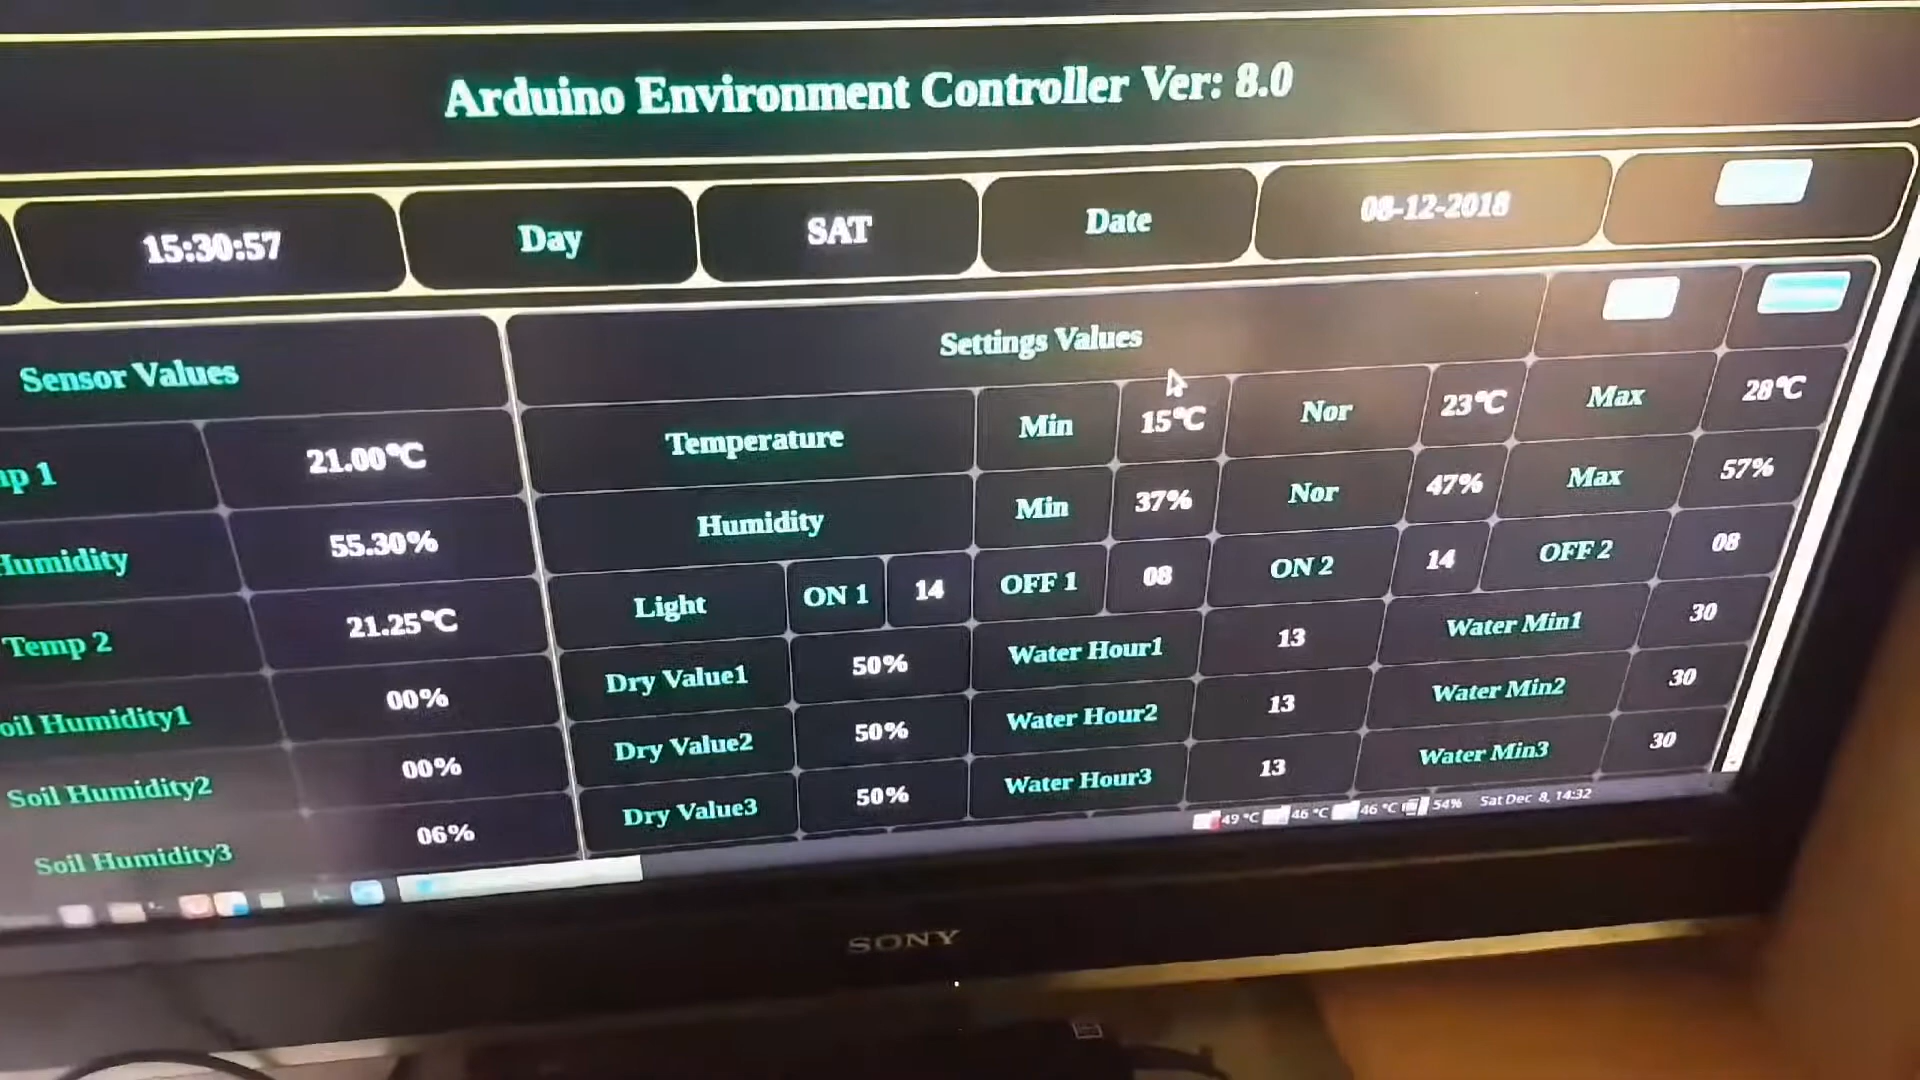 Arduino Environment Controller Ver: 8.0
15:30:57 Day SAT Date 08-12-2018
Sensor Values Settings Values
mp 1 21.00℃ Temperature Min 15℃ Nor 23℃ Max 28℃
Humidity 55.30% Humidity Min 37% Nor 47% Max 57%
Temp 2 21.25℃ Light ON 1 14 OFF 1 08 ON 2 14 OFF 2 08
oil Humidity1 00% Dry Value1 50% Water Hour1 13 Water Min1 30
Soil Humidity2 00% Dry Value2 50% Water Hour2 13 Water Min2 30
Soil Humidity3 06% Dry Value3 50% Water Hour3 13 Water Min3 30
49 °C 46 °C 46 °C 54% Sat Dec 8, 14:32
SONY